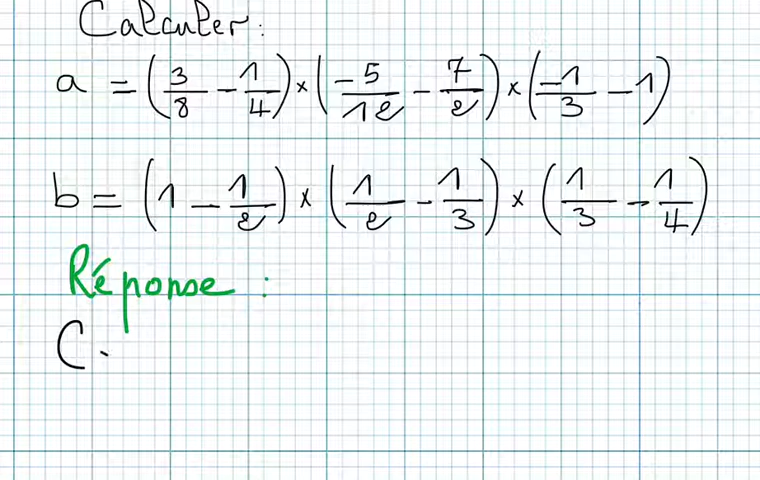 Calculer:
a = (3/8 - 1/4) × (-5/12 - 7/2) × (-1/3 - 1)
b = (1 - 1/2) × (1/2 - 1/3) × (1/3 - 1/4)
Réponse :
C.